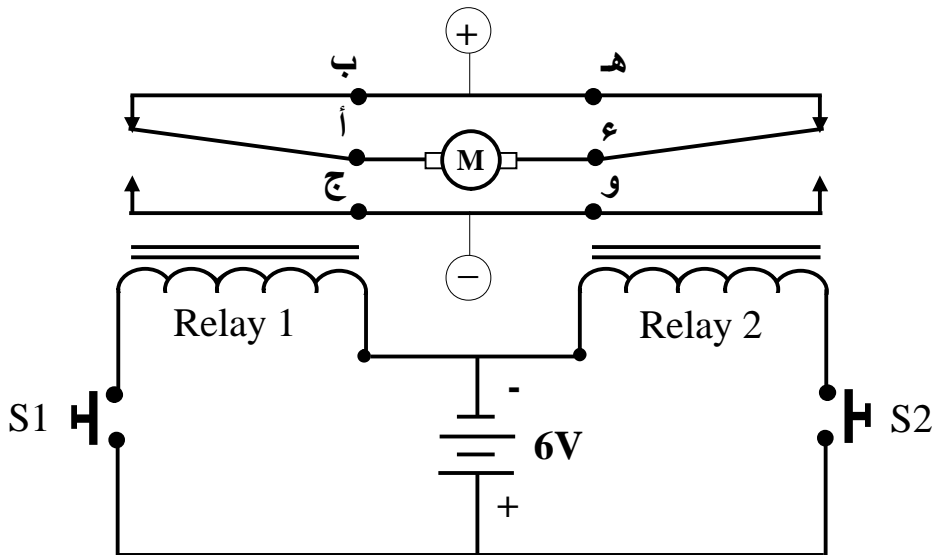 +
ب هـ
أ ء
M
ج و
−
Relay 1 Relay 2
-
S1 6V S2
+